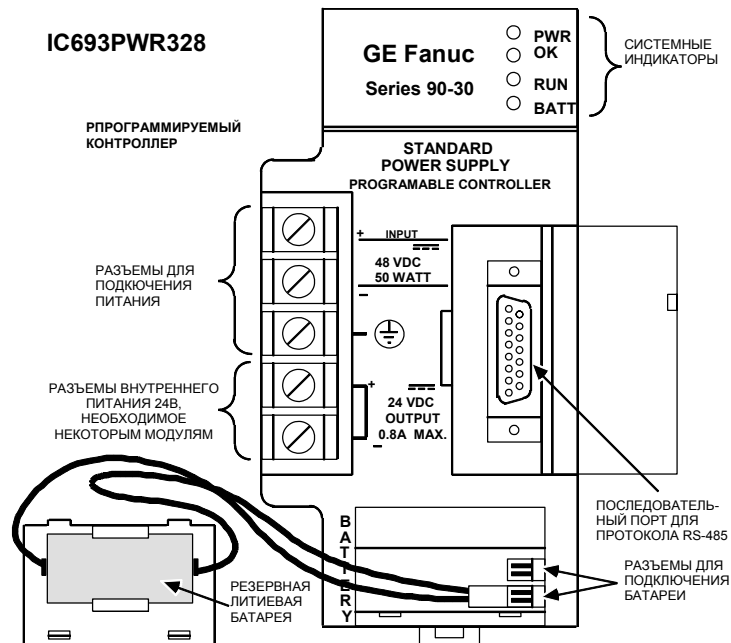 IC693PWR328
РПРОГРАММИРУЕМЫЙ
КОНТРОЛЛЕР
GE Fanuc
Series 90-30
PWR
OK
RUN
BATT
СИСТЕМНЫЕ
ИНДИКАТОРЫ
STANDARD
POWER SUPPLY
PROGRAMABLE CONTROLLER
РАЗЪЕМЫ ДЛЯ
ПОДКЮЧЕНИЯ
ПИТАНИЯ
+ INPUT
48 VDC
50 WATT
–
РАЗЪЕМЫ ВНУТРЕННЕГО
ПИТАНИЯ 24В,
НЕОБХОДИМОЕ
НЕКОТОРЫМ МОДУЛЯМ
+
24 VDC
OUTPUT
0.8A MAX.
–
ПОСЛЕДОВАТЕЛЬ-
НЫЙ ПОРТ ДЛЯ
ПРОТОКОЛА RS-485
BATTERY
РАЗЪЕМЫ ДЛЯ
ПОДКЛЮЧЕНИЯ
БАТАРЕИ
РЕЗЕРВНАЯ
ЛИТИЕВАЯ
БАТАРЕЯ